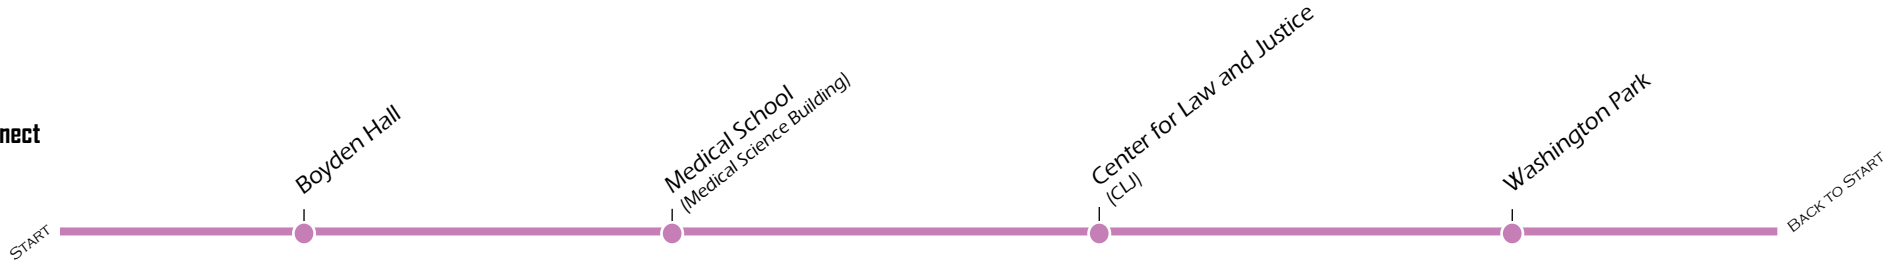 nect
START
Boyden Hall
Medical School
(Medical Science Building)
Center for Law and Justice
(CLJ)
Washington Park
BACK TO START